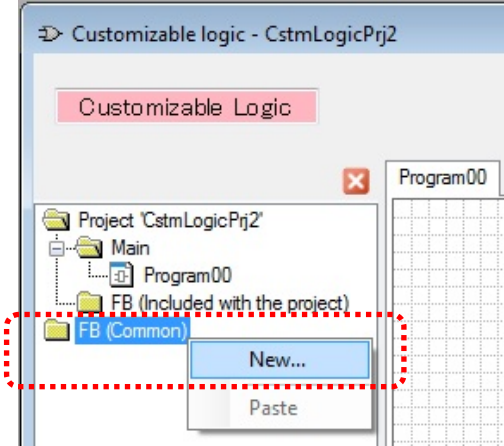 Customizable logic - CstmLogicPrj2
Customizable Logic
Program00
Project 'CstmLogicPrj2'
Main
Program00
FB (Included with the project)
FB (Common)
New...
Paste